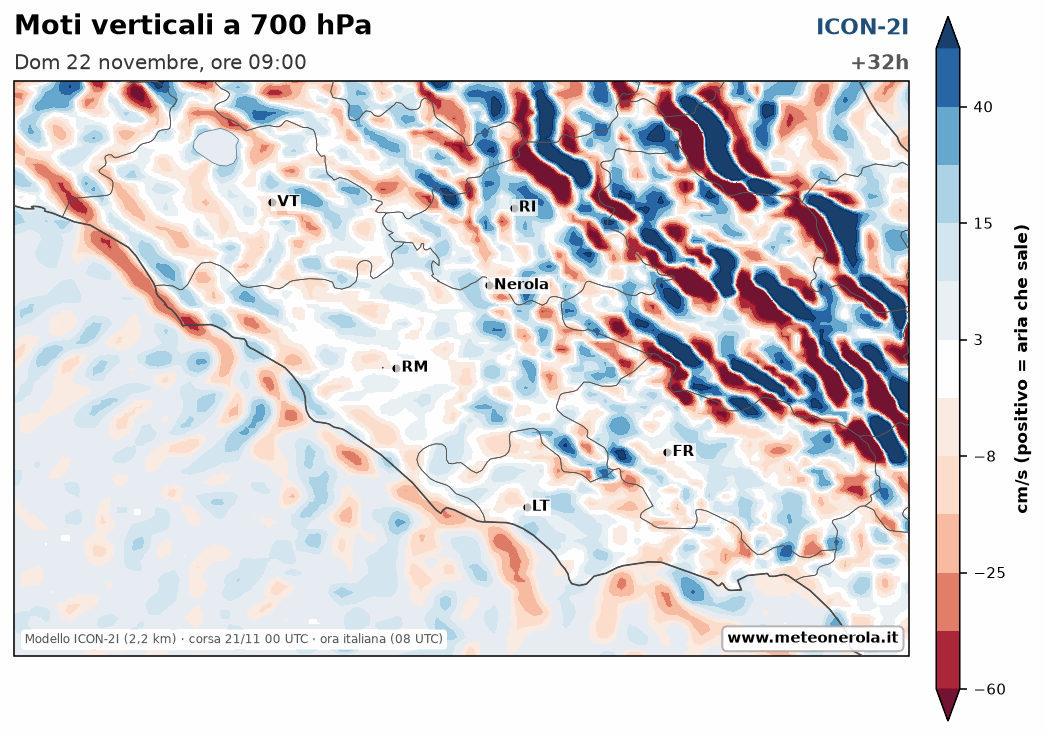 Moti verticali a 700 hPa
ICON-2I
Dom 22 novembre, ore 09:00
+32h
VT
RI
Nerola
RM
FR
LT
40
15
3
−8
−25
−60
cm/s (positivo = aria che sale)
Modello ICON-2I (2,2 km) · corsa 21/11 00 UTC · ora italiana (08 UTC)
www.meteonerola.it